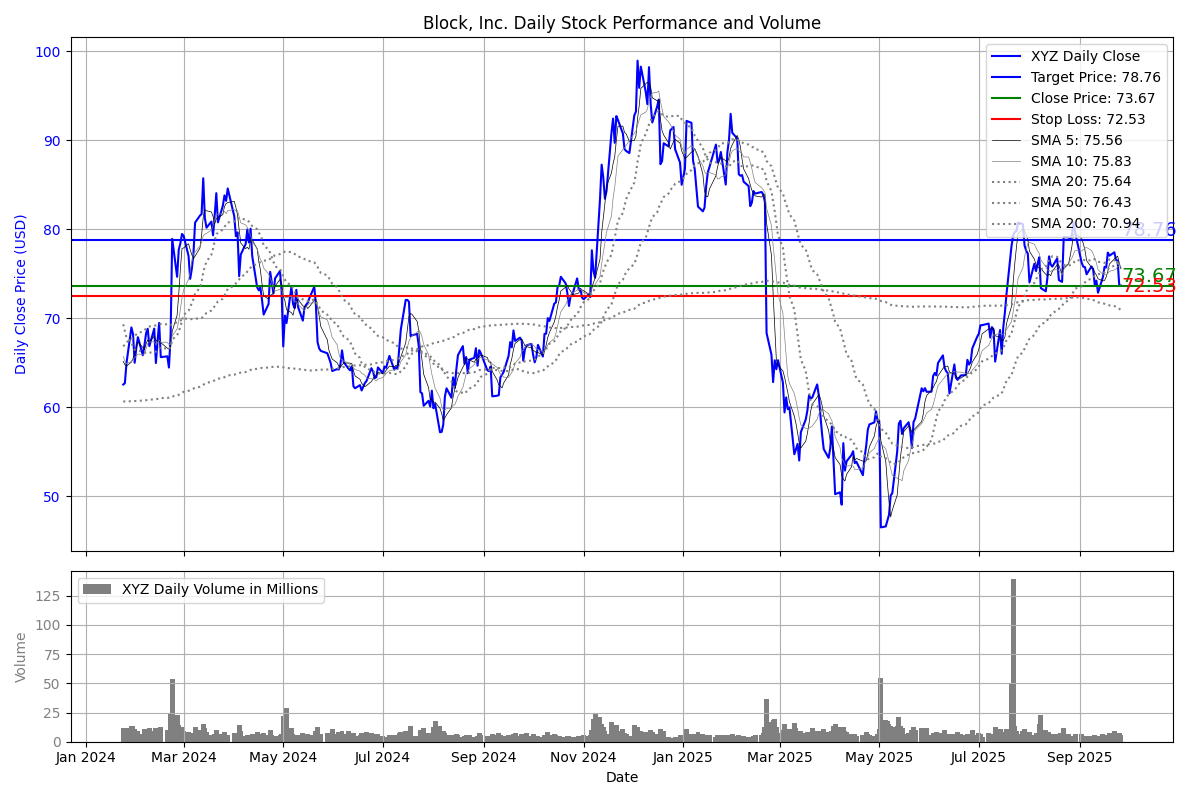 Block, Inc. Daily Stock Performance and Volume
Daily Close Price (USD)
100
90
80
70
60
50
XYZ Daily Close
Target Price: 78.76
Close Price: 73.67
Stop Loss: 72.53
SMA 5: 75.56
SMA 10: 75.83
SMA 20: 75.64
SMA 50: 76.43
SMA 200: 70.94
78.76
73.67
72.53
Volume
125
100
75
50
25
0
XYZ Daily Volume in Millions
Jan 2024 Mar 2024 May 2024 Jul 2024 Sep 2024 Nov 2024 Jan 2025 Mar 2025 May 2025 Jul 2025 Sep 2025
Date